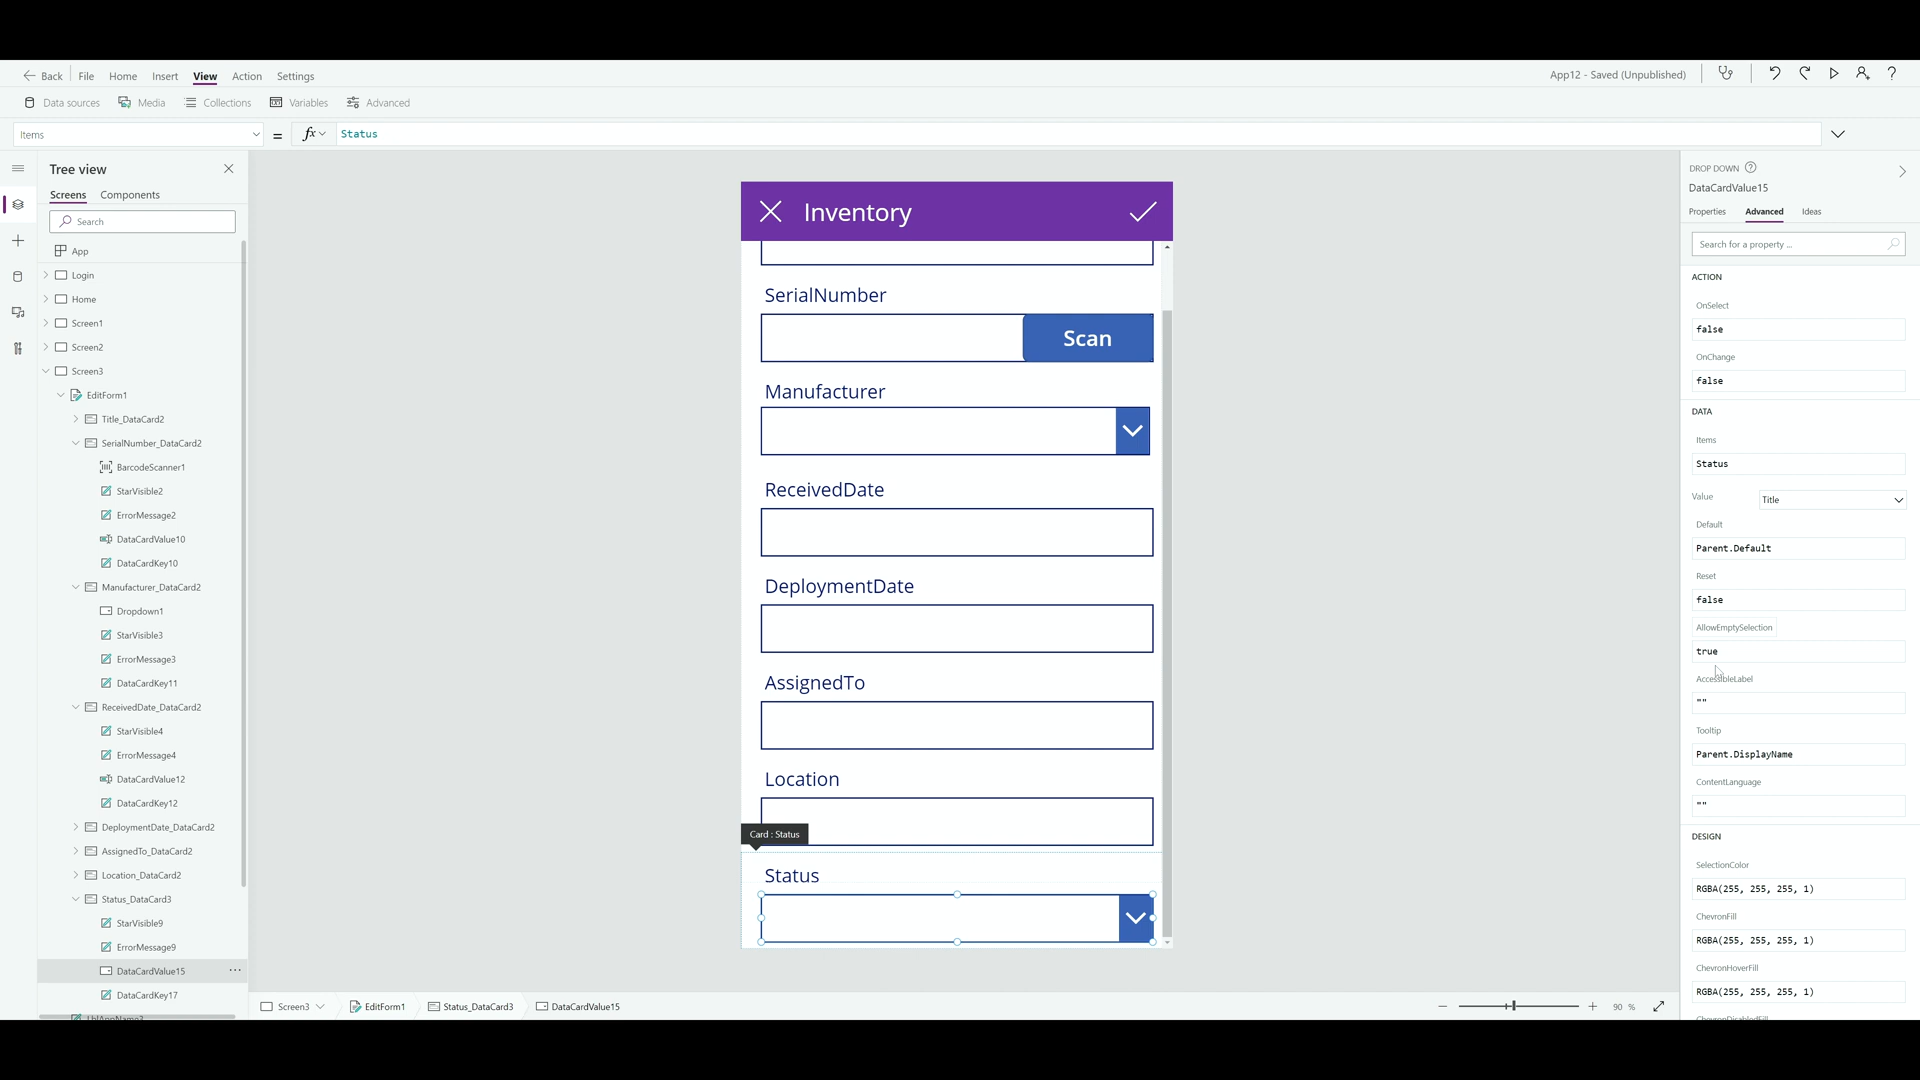 Back File Home Insert View Action Settings
App12 - Saved (Unpublished)
Data sources Media Collections Variables Advanced
Items = fx Status
Tree view
Screens Components
Search
App
Login
Home
Screen1
Screen2
Screen3
EditForm1
Title_DataCard2
SerialNumber_DataCard2
BarcodeScanner1
StarVisible2
ErrorMessage2
DataCardValue10
DataCardKey10
Manufacturer_DataCard2
Dropdown1
StarVisible3
ErrorMessage3
DataCardKey11
ReceivedDate_DataCard2
StarVisible4
ErrorMessage4
DataCardValue12
DataCardKey12
DeploymentDate_DataCard2
AssignedTo_DataCard2
Location_DataCard2
Status_DataCard3
StarVisible9
ErrorMessage9
DataCardValue15 ...
DataCardKey17
LblAppName3
Inventory
SerialNumber
Scan
Manufacturer
ReceivedDate
DeploymentDate
AssignedTo
Location
Card : Status
Status
Screen3 EditForm1 Status_DataCard3 DataCardValue15
90 %
DROP DOWN
DataCardValue15
Properties Advanced Ideas
Search for a property ...
ACTION
OnSelect
false
OnChange
false
DATA
Items
Status
Value Title
Default
Parent.Default
Reset
false
AllowEmptySelection
true
AccessibleLabel
""
Tooltip
Parent.DisplayName
ContentLanguage
""
DESIGN
SelectionColor
RGBA(255, 255, 255, 1)
ChevronFill
RGBA(255, 255, 255, 1)
ChevronHoverFill
RGBA(255, 255, 255, 1)
ChevronDisabledFill